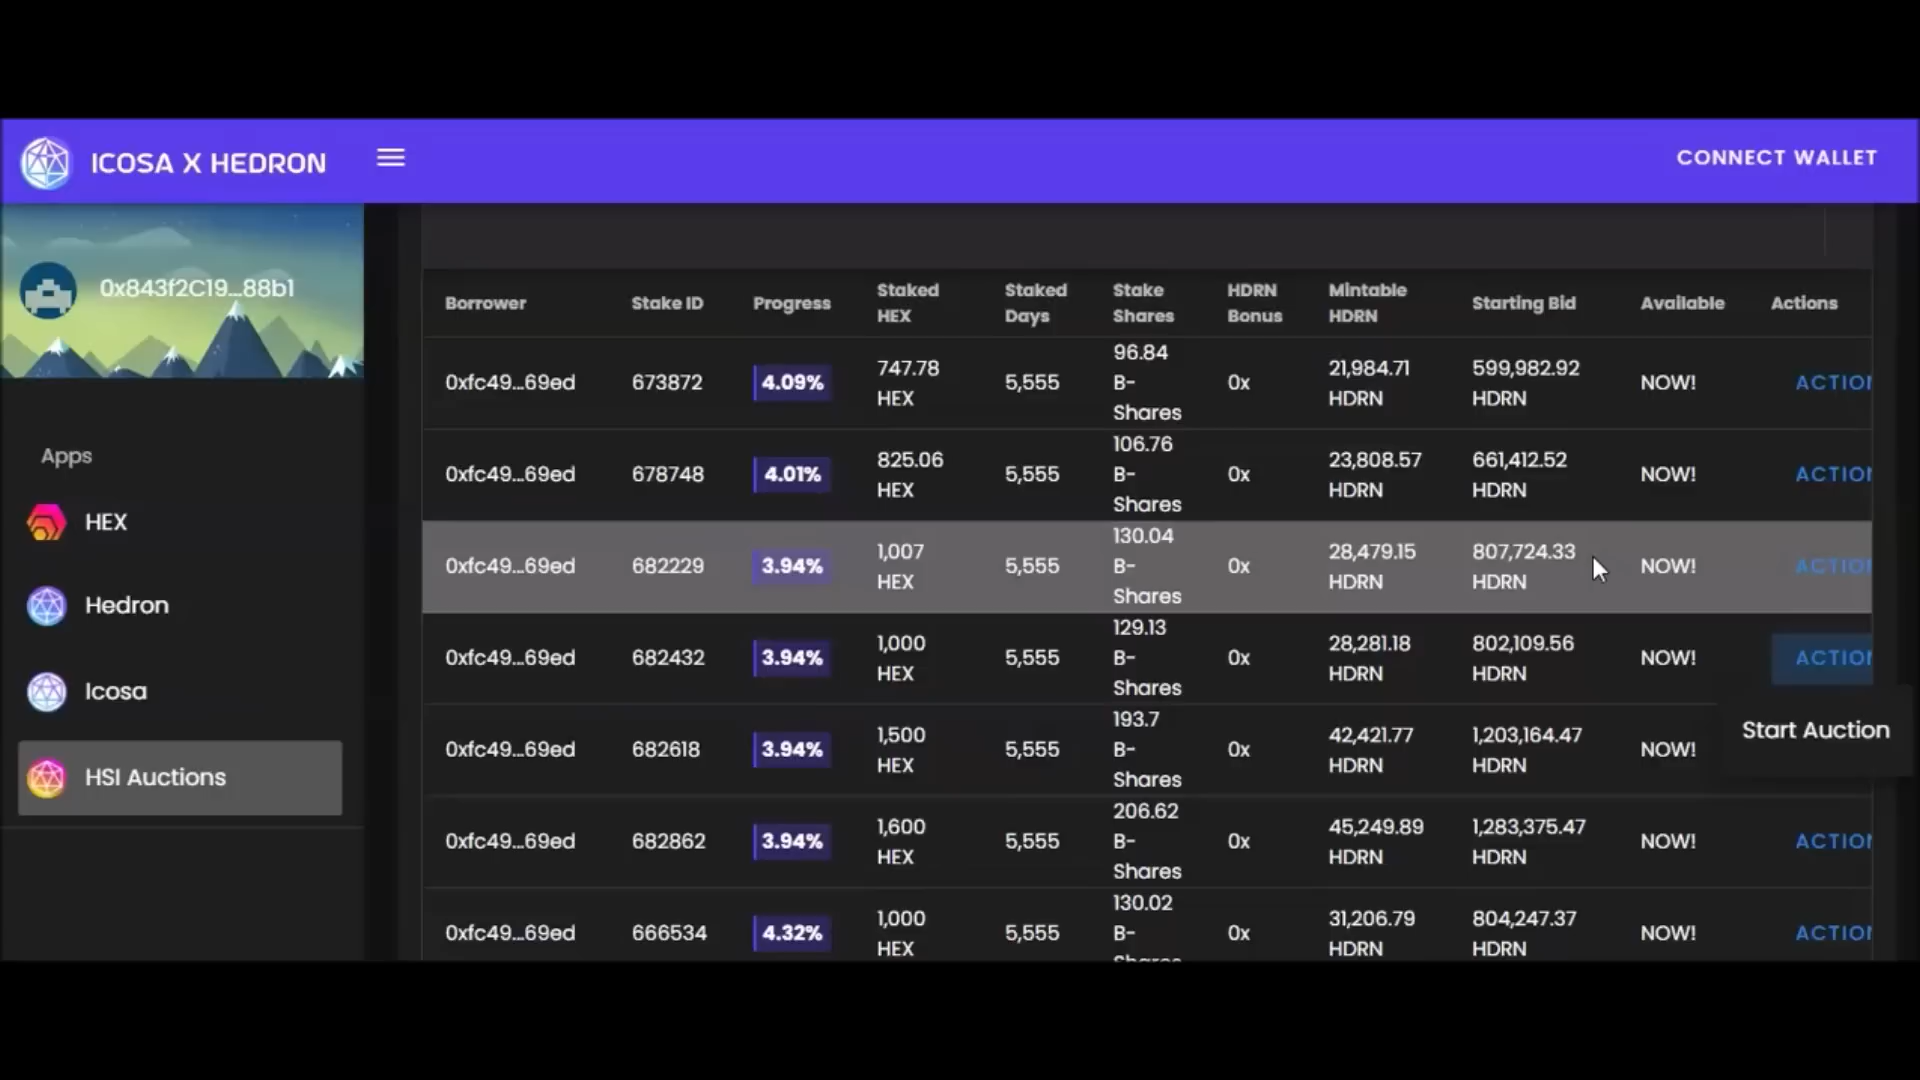 ICOSA X HEDRON
CONNECT WALLET
0x843f2C19...88b1
Apps
HEX
Hedron
Icosa
HSI Auctions
Borrower Stake ID Progress Staked HEX Staked Days Stake Shares HDRN Bonus Mintable HDRN Starting Bid Available Actions
0xfc49...69ed 673872 4.09% 747.78 HEX 5,555 96.84 B-Shares 0x 21,984.71 HDRN 599,982.92 HDRN NOW! ACTION
0xfc49...69ed 678748 4.01% 825.06 HEX 5,555 106.76 B-Shares 0x 23,808.57 HDRN 661,412.52 HDRN NOW! ACTION
0xfc49...69ed 682229 3.94% 1,007 HEX 5,555 130.04 B-Shares 0x 28,479.15 HDRN 807,724.33 HDRN NOW! ACTION
0xfc49...69ed 682432 3.94% 1,000 HEX 5,555 129.13 B-Shares 0x 28,281.18 HDRN 802,109.56 HDRN NOW! ACTION
Start Auction
0xfc49...69ed 682618 3.94% 1,500 HEX 5,555 193.7 B-Shares 0x 42,421.77 HDRN 1,203,164.47 HDRN NOW!
0xfc49...69ed 682862 3.94% 1,600 HEX 5,555 206.62 B-Shares 0x 45,249.89 HDRN 1,283,375.47 HDRN NOW! ACTION
0xfc49...69ed 666534 4.32% 1,000 HEX 5,555 130.02 B-Shares 0x 31,206.79 HDRN 804,247.37 HDRN NOW! ACTION